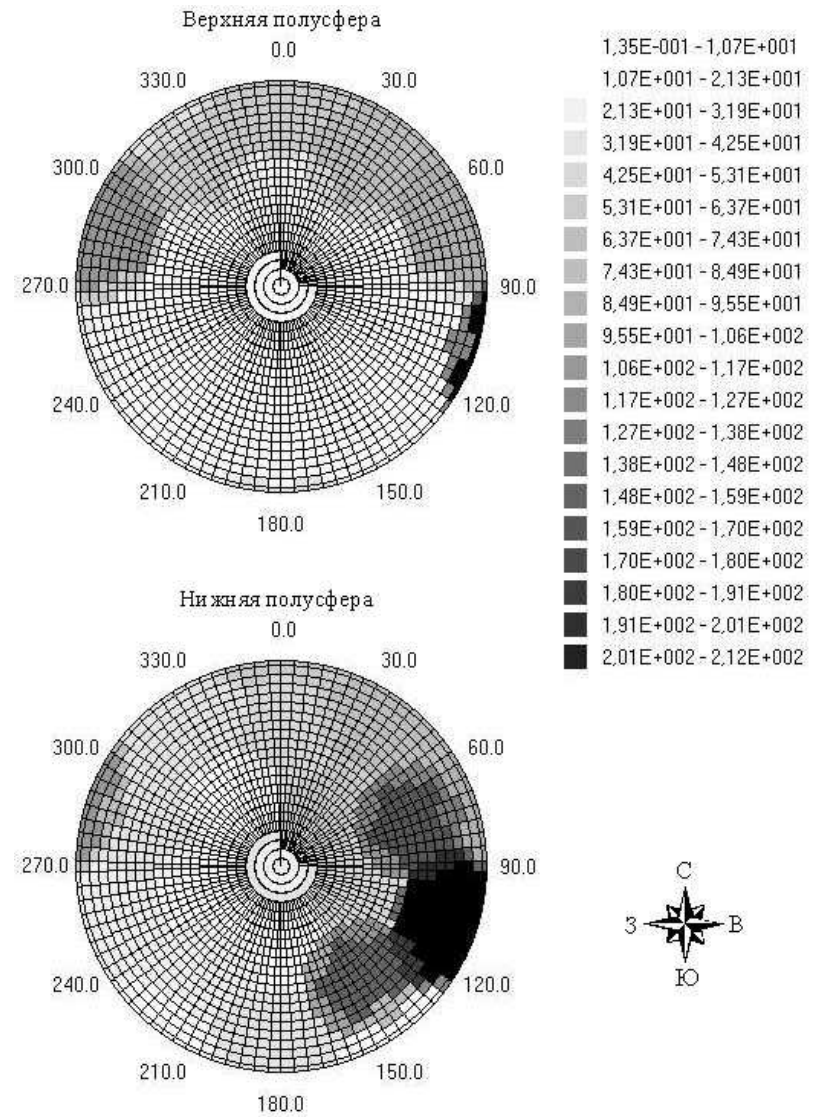 Верхняя полусфера
0.0
330.0
30.0
300.0
60.0
270.0
90.0
240.0
120.0
210.0
150.0
180.0
1,35E-001 - 1,07E+001
1,07E+001 - 2,13E+001
2,13E+001 - 3,19E+001
3,19E+001 - 4,25E+001
4,25E+001 - 5,31E+001
5,31E+001 - 6,37E+001
6,37E+001 - 7,43E+001
7,43E+001 - 8,49E+001
8,49E+001 - 9,55E+001
9,55E+001 - 1,06E+002
1,06E+002 - 1,17E+002
1,17E+002 - 1,27E+002
1,27E+002 - 1,38E+002
1,38E+002 - 1,48E+002
1,48E+002 - 1,59E+002
1,59E+002 - 1,70E+002
1,70E+002 - 1,80E+002
1,80E+002 - 1,91E+002
1,91E+002 - 2,01E+002
2,01E+002 - 2,12E+002
Нижняя полусфера
0.0
330.0
30.0
300.0
60.0
270.0
90.0
240.0
120.0
210.0
150.0
180.0
С
З
В
Ю